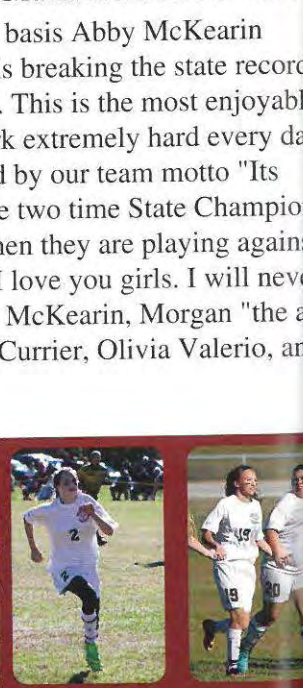 basis Abby McKearin
s breaking the state record
. This is the most enjoyabl
k extremely hard every da
d by our team motto "Its
e two time State Champio
hen they are playing agains
I love you girls. I will neve
McKearin, Morgan "the a
Currier, Olivia Valerio, an
2
19
19
20